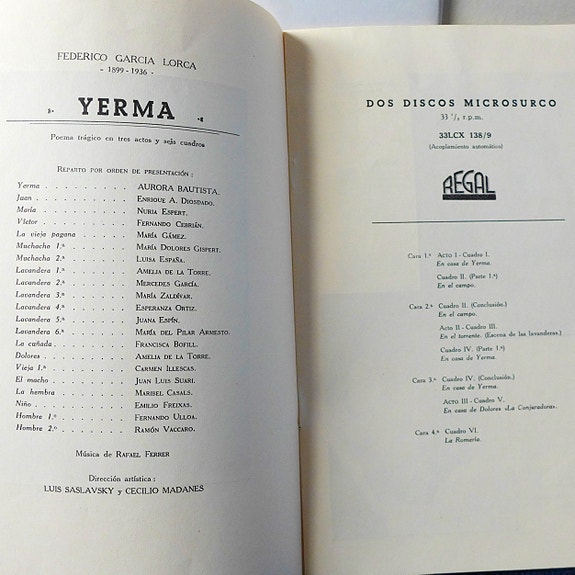 FEDERICO GARCIA LORCA
- 1899 - 1936 -
YERMA
Poema trágico en tres actos y seis cuadros
REPARTO POR ORDEN DE PRESENTACIÓN :
Yerma . . . . . . . . . AURORA BAUTISTA.
Juan . . . . . . . . . ENRIQUE A. DIOSDADO.
María . . . . . . . . . NURIA ESPERT.
Víctor . . . . . . . . . FERNANDO CEBRIÁN.
La vieja pagana . . . . . . MARÍA GÁMEZ.
Muchacha 1.ª . . . . . . . MARÍA DOLORES GISPERT.
Muchacha 2.ª . . . . . . . LUISA ESPAÑA.
Lavandera 1.ª . . . . . . . AMELIA DE LA TORRE.
Lavandera 2.ª . . . . . . . MERCEDES GARCÍA.
Lavandera 3.ª . . . . . . . MARÍA ZALDÍVAR.
Lavandera 4.ª . . . . . . . ESPERANZA ORTIZ.
Lavandera 5.ª . . . . . . . JUANA ESPÍN.
Lavandera 6.ª . . . . . . . MARÍA DEL PILAR ARMESTO.
La cañada . . . . . . . . FRANCISCA BOFILL.
Dolores . . . . . . . . . AMELIA DE LA TORRE.
Vieja 1.ª . . . . . . . . CARMEN ILLESCAS.
El macho . . . . . . . . JUAN LUIS SUARI.
La hembra . . . . . . . . MARIBEL CASALS.
Niño . . . . . . . . . . EMILIO FREIXAS.
Hombre 1.º . . . . . . . . FERNANDO ULLOA.
Hombre 2.º . . . . . . . . RAMÓN VACCARO.
Música de RAFAEL FERRER
Dirección artística :
LUIS SASLAVSKY y CECILIO MADANES
DOS DISCOS MICROSURCO
33 1/3 r.p.m.
33LCX 138/9
(Acoplamiento automático)
REGAL
Cara 1.ª ACTO I - Cuadro I.
En casa de Yerma.
Cuadro II. (Parte 1.ª)
En el campo.
Cara 2.ª Cuadro II. (Conclusión.)
En el campo.
ACTO II - Cuadro III.
En el torrente. (Escena de las lavanderas.)
Cuadro IV. (Parte 1.ª)
En casa de Yerma.
Cara 3.ª Cuadro IV. (Conclusión.)
En casa de Yerma.
ACTO III - Cuadro V.
En casa de Dolores «La Conjuradora».
Cara 4.ª Cuadro VI.
La Romería.